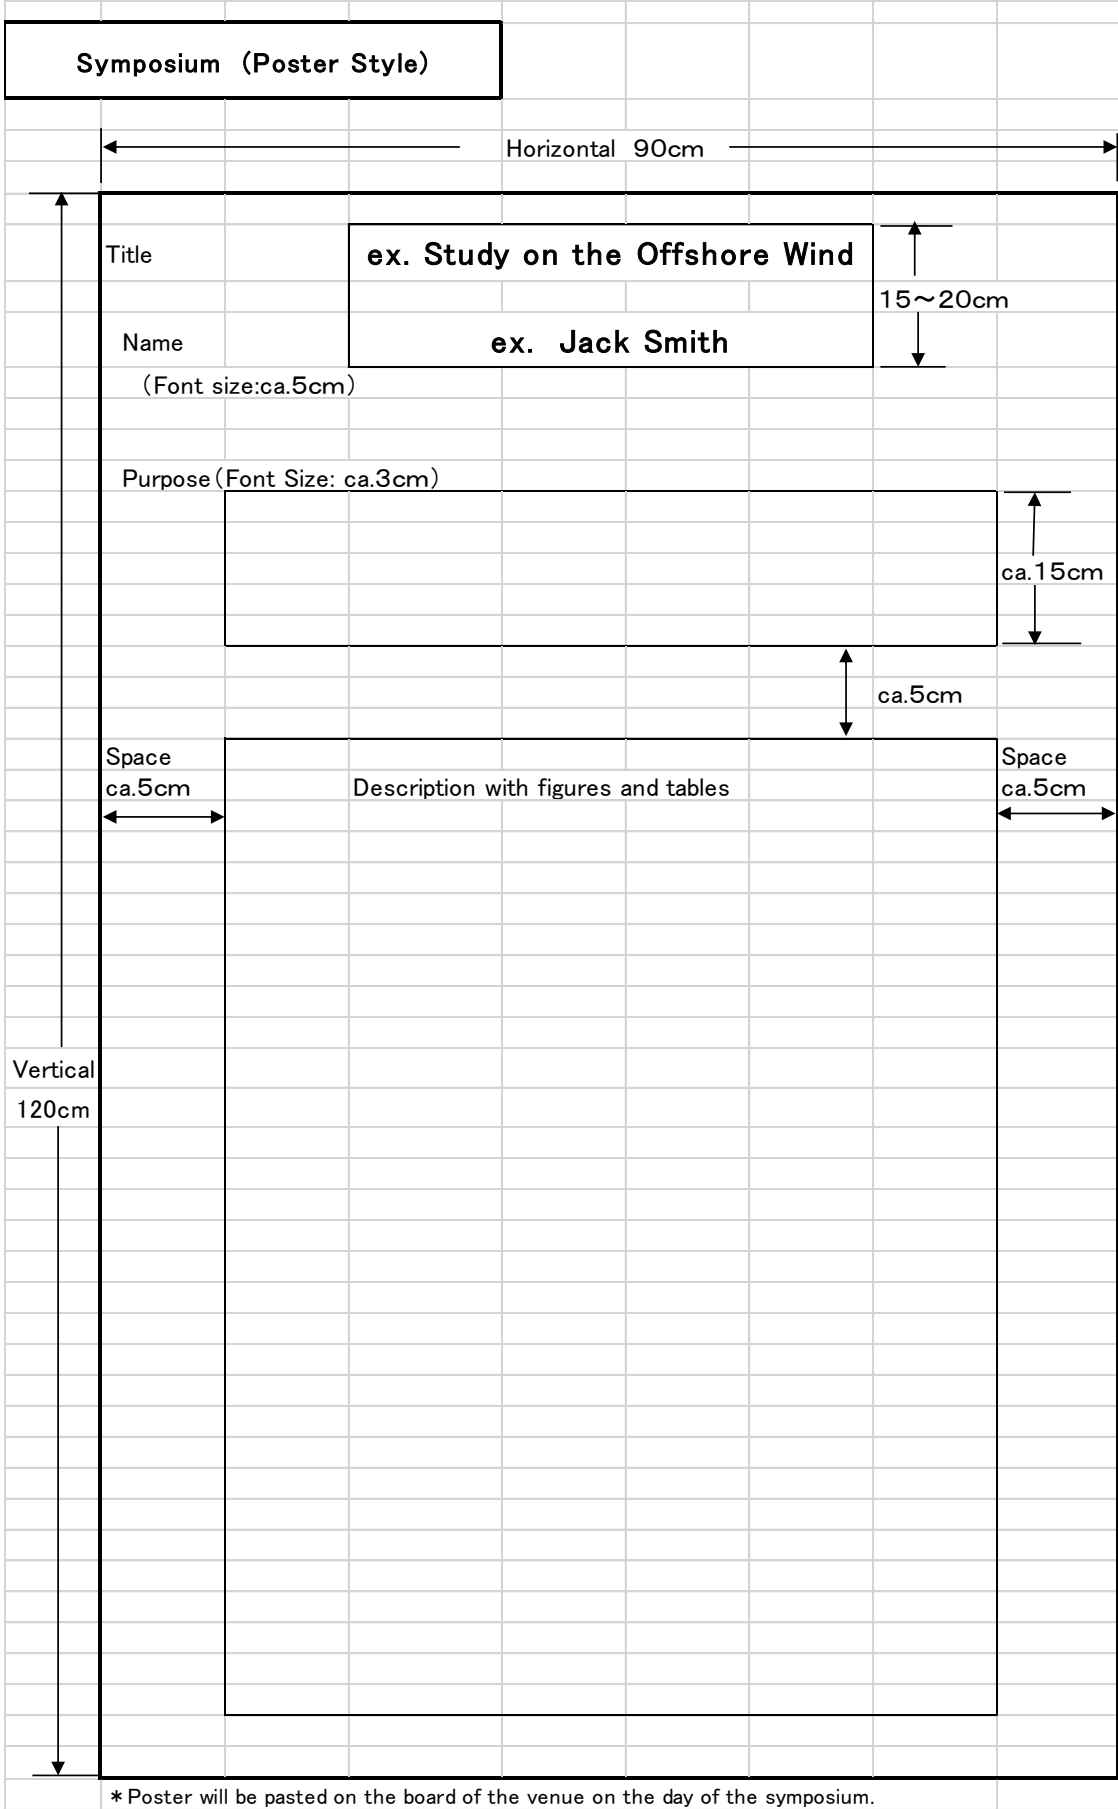 Symposium （Poster Style）
Horizontal 90cm
Title
ex. Study on the Offshore Wind
15～20cm
Name
ex. Jack Smith
（Font size:ca.5cm）
Purpose（Font Size: ca.3cm）
ca.15cm
ca.5cm
Space
ca.5cm
Description with figures and tables
Space
ca.5cm
Vertical
120cm
＊Poster will be pasted on the board of the venue on the day of the symposium.